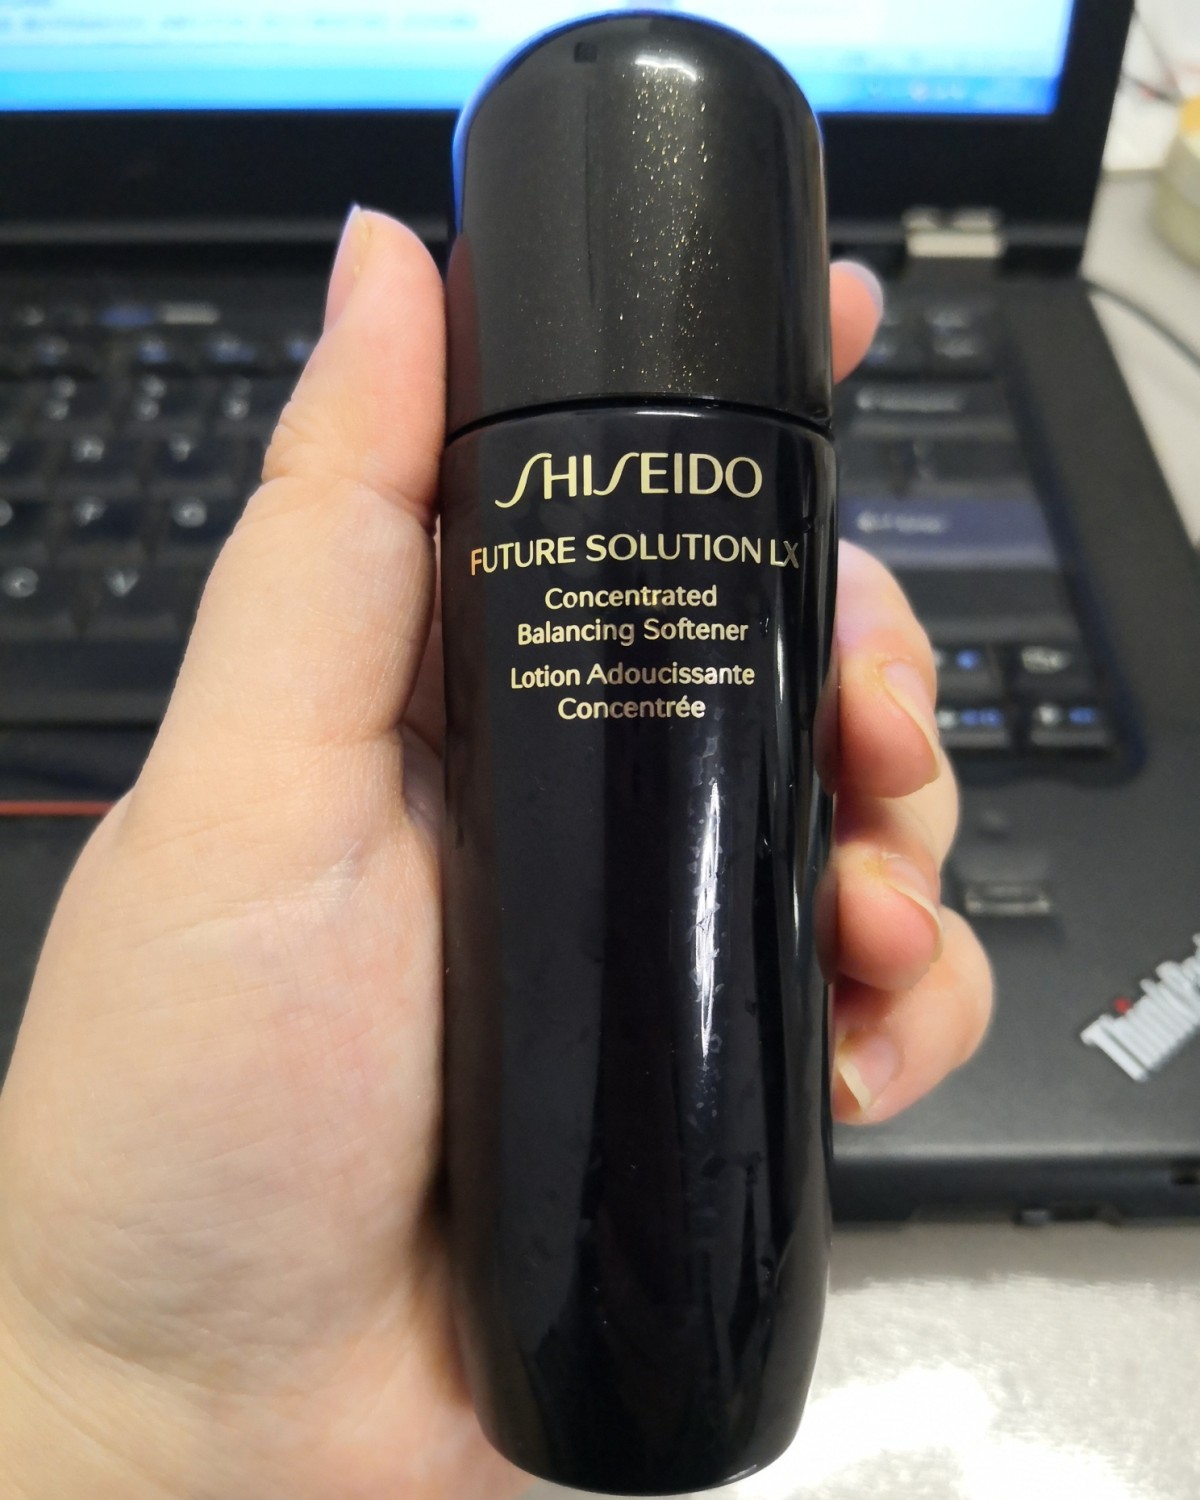 SHISEIDO
FUTURE SOLUTION LX
Concentrated
Balancing Softener
Lotion Adoucissante
Concentrée